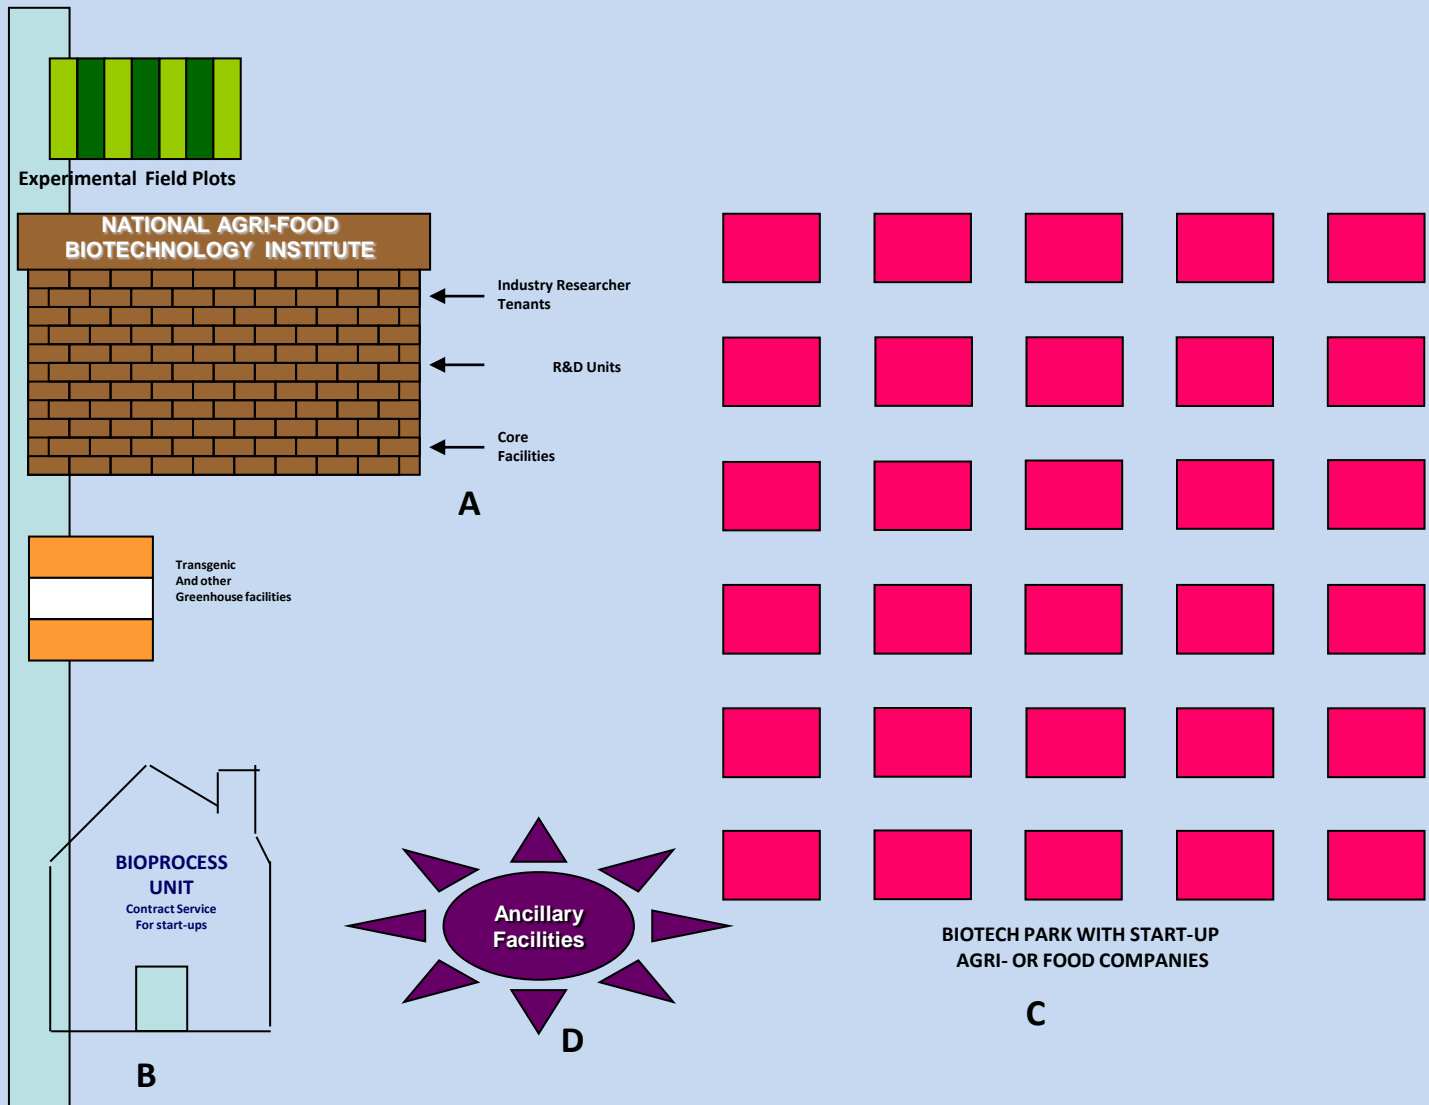 Experimental Field Plots
NATIONAL AGRI-FOOD
BIOTECHNOLOGY INSTITUTE
Industry Researcher
Tenants
R&D Units
Core
Facilities
A
Transgenic
And other
Greenhouse facilities
BIOPROCESS
UNIT
Contract Service
For start-ups
B
Ancillary
Facilities
D
BIOTECH PARK WITH START-UP
AGRI- OR FOOD COMPANIES
C